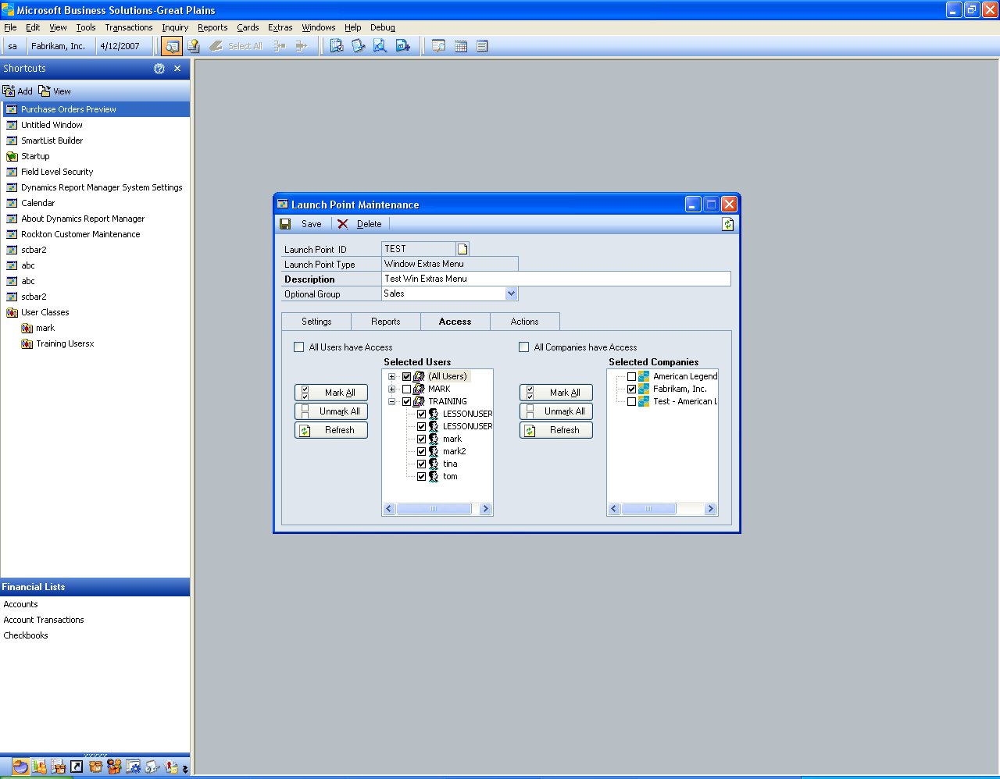 Microsoft Business Solutions-Great Plains
File Edit View Tools Transactions Inquiry Reports Cards Extras Windows Help Debug
sa Fabrikam, Inc. 4/12/2007 Select All
Shortcuts
Add View
Purchase Orders Preview
Untitled Window
SmartList Builder
Startup
Field Level Security
Dynamics Report Manager System Settings
Calendar
About Dynamics Report Manager
Rockton Customer Maintenance
scbar2
abc
abc
scbar2
User Classes
mark
Training Usersx
Financial Lists
Accounts
Account Transactions
Checkbooks
Launch Point Maintenance
Save Delete
Launch Point ID TEST
Launch Point Type Window Extras Menu
Description Test Win Extras Menu
Optional Group Sales
Settings Reports Access Actions
All Users have Access
Selected Users
Mark All
Unmark All
Refresh
(All Users)
MARK
TRAINING
LESSONUSER
LESSONUSER
mark
mark2
tina
tom
All Companies have Access
Selected Companies
Mark All
Unmark All
Refresh
American Legend
Fabrikam, Inc.
Test - American L